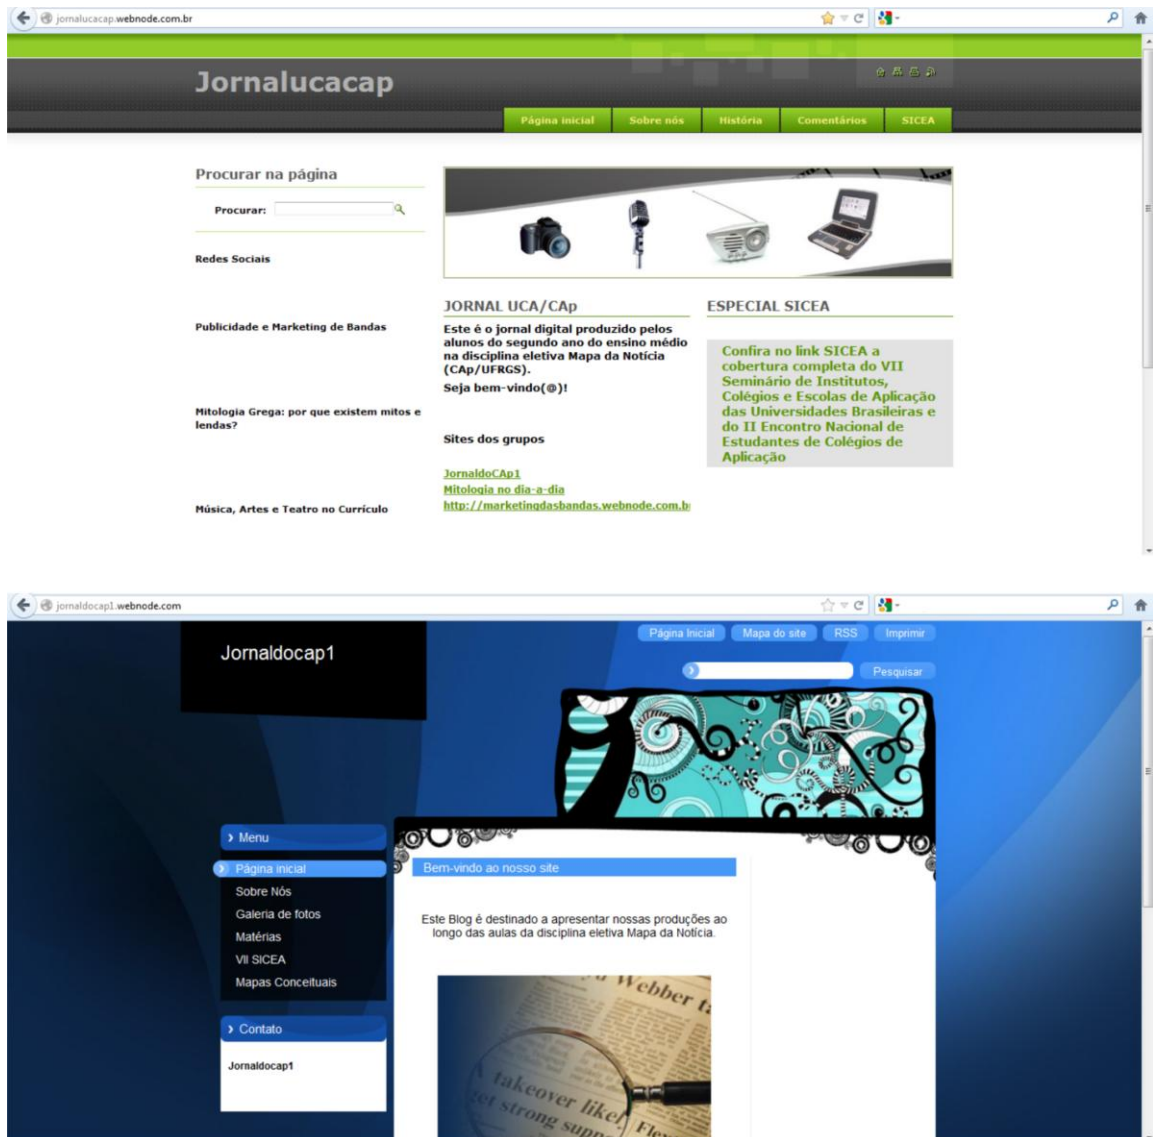 jornalucacap.webnode.com.br
Jornalucacap
Página inicial
Sobre nós
História
Comentários
SICEA
Procurar na página
Procurar:
Redes Sociais
Publicidade e Marketing de Bandas
Mitologia Grega: por que existem mitos e
lendas?
Música, Artes e Teatro no Currículo
JORNAL UCA/CAp
Este é o jornal digital produzido pelos
alunos do segundo ano do ensino médio
na disciplina eletiva Mapa da Notícia
(CAp/UFRGS).
Seja bem-vindo(@)!
Sites dos grupos
JornaldoCAp1
Mitologia no dia-a-dia
http://marketingdasbandas.webnode.com.b
ESPECIAL SICEA
Confira no link SICEA a
cobertura completa do VII
Seminário de Institutos,
Colégios e Escolas de Aplicação
das Universidades Brasileiras e
do II Encontro Nacional de
Estudantes de Colégios de
Aplicação
jornaldocap1.webnode.com
Jornaldocap1
Página Inicial
Mapa do site
RSS
Imprimir
Pesquisar
Menu
Página inicial
Sobre Nós
Galeria de fotos
Matérias
VII SICEA
Mapas Conceituais
Contato
Jornaldocap1
Bem-vindo ao nosso site
Este Blog é destinado a apresentar nossas produções ao
longo das aulas da disciplina eletiva Mapa da Notícia.
Webber
takeover like
strong